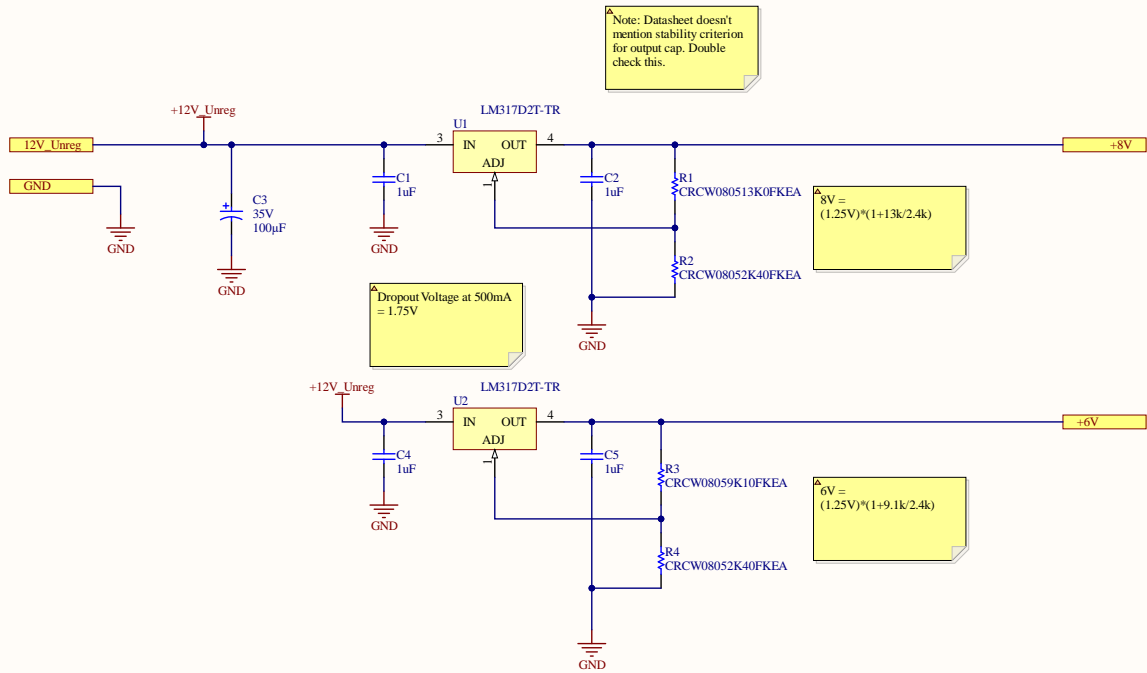 Note: Datasheet doesn't
mention stability criterion
for output cap. Double
check this.
+12V_Unreg
12V_Unreg
GND
GND
C3
35V
100µF
GND
C1
1uF
GND
LM317D2T-TR
U1
3
IN
OUT
4
ADJ
1
C2
1uF
R1
CRCW080513K0FKEA
R2
CRCW08052K40FKEA
GND
+8V
8V =
(1.25V)*(1+13k/2.4k)
Dropout Voltage at 500mA
= 1.75V
+12V_Unreg
C4
1uF
GND
LM317D2T-TR
U2
3
IN
OUT
4
ADJ
1
C5
1uF
R3
CRCW08059K10FKEA
R4
CRCW08052K40FKEA
GND
+6V
6V =
(1.25V)*(1+9.1k/2.4k)